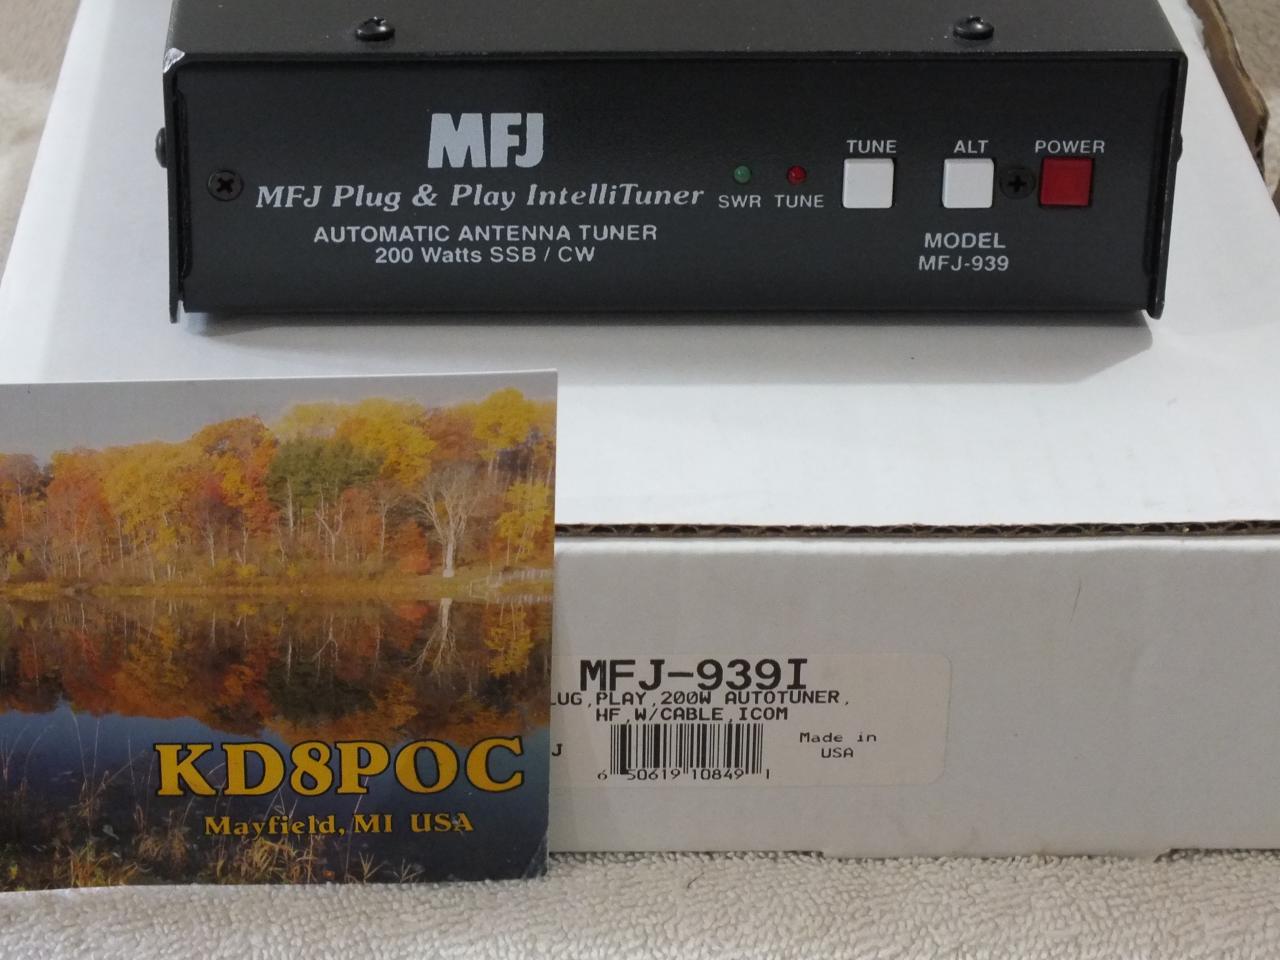 MFJ
MFJ Plug & Play IntelliTuner
AUTOMATIC ANTENNA TUNER
200 Watts SSB / CW
SWR TUNE
TUNE
ALT
POWER
MODEL
MFJ-939
MFJ-939I
LUG,PLAY,200W AUTOTUNER,
HF,W/CABLE,ICOM
J
Made in
USA
6 50619 10849 1
KD8POC
Mayfield, MI USA